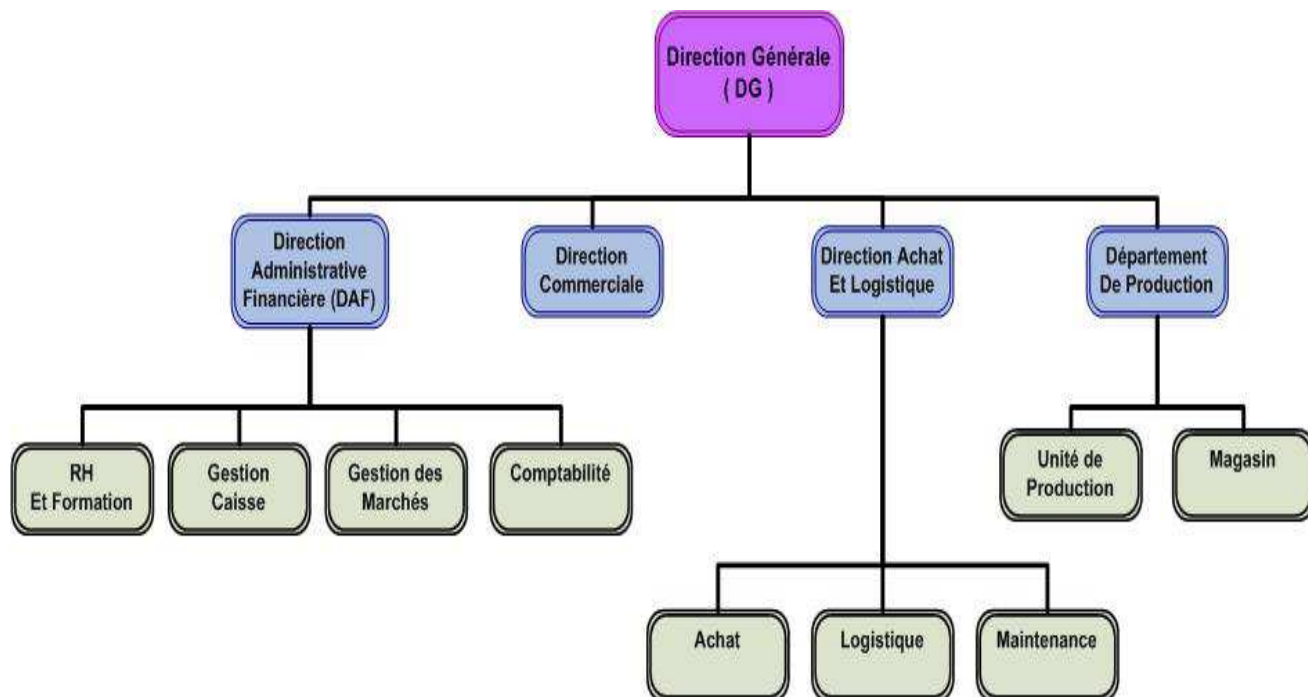 Direction Générale
( DG )
Direction
Administrative
Financière (DAF)
Direction
Commerciale
Direction Achat
Et Logistique
Département
De Production
RH
Et Formation
Gestion
Caisse
Gestion des
Marchés
Comptabilité
Unité de
Production
Magasin
Achat
Logistique
Maintenance